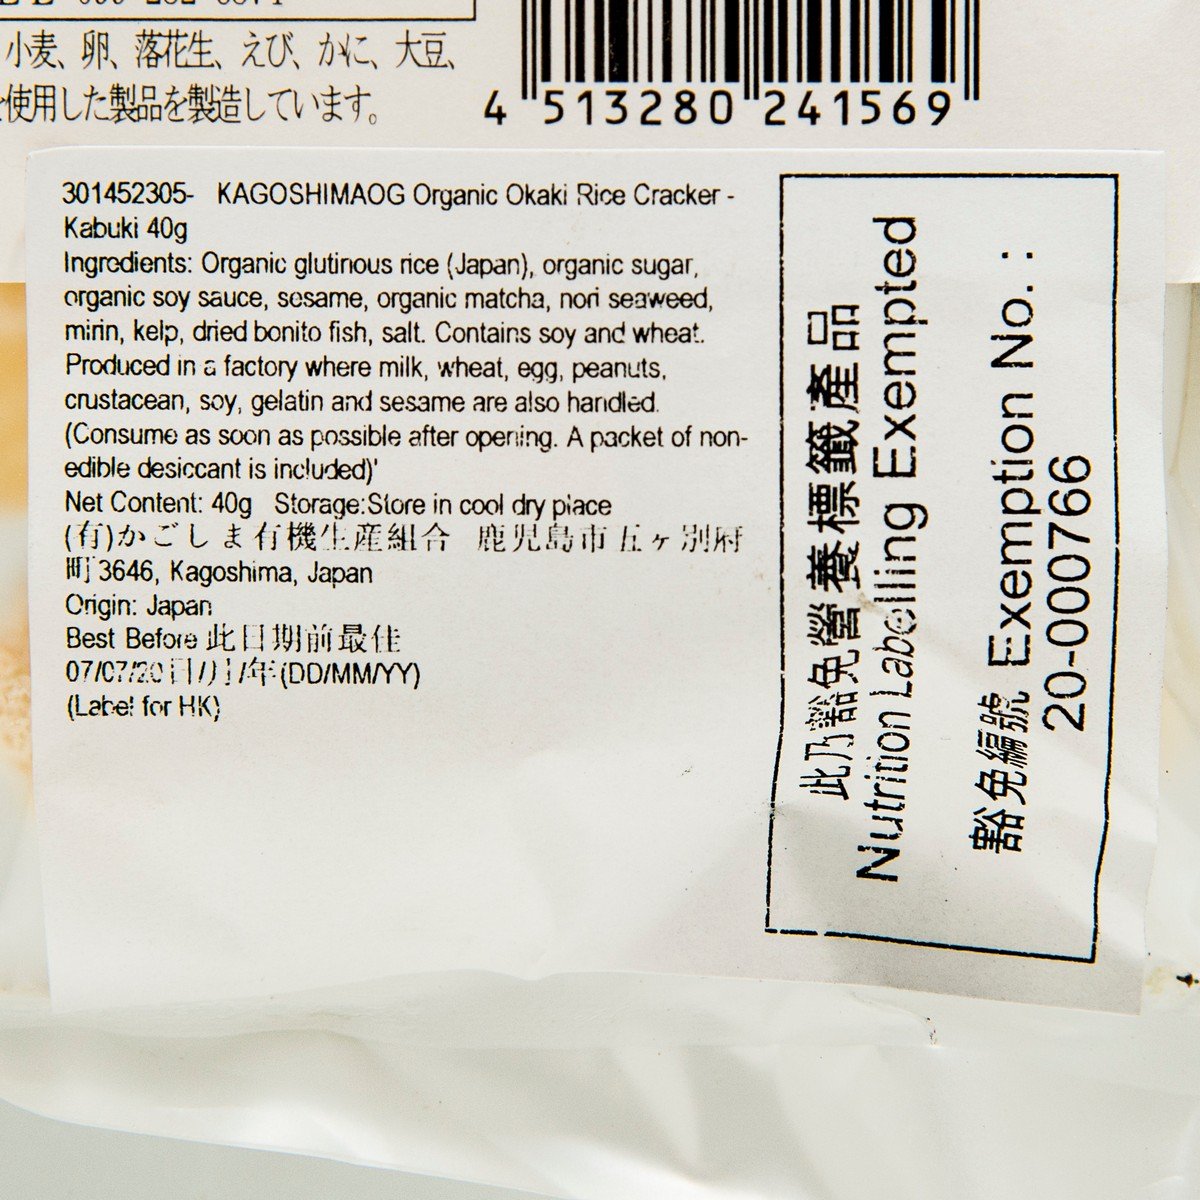 小麦、卵、落花生、えび、かに、大豆、
使用した製品を製造しています。
4 513280 241569
301452305- KAGOSHIMAOG Organic Okaki Rice Cracker -
Kabuki 40g
Ingredients: Organic glutinous rice (Japan), organic sugar,
organic soy sauce, sesame, organic matcha, nori seaweed,
mirin, kelp, dried bonito fish, salt. Contains soy and wheat.
Produced in a factory where milk, wheat, egg, peanuts,
crustacean, soy, gelatin and sesame are also handled.
(Consume as soon as possible after opening. A packet of non-
edible desiccant is included)'
Net Content: 40g Storage:Store in cool dry place
(有)かごしま有機生産組合 鹿児島市五ヶ別府
町3646, Kagoshima, Japan
Origin: Japan
Best Before 此日期前最佳
07/07/20日/月/年(DD/MM/YY)
(Label for HK)
此乃豁免營養標籤產品
Nutrition Labelling Exempted
豁免編號 Exemption No. :
20-000766